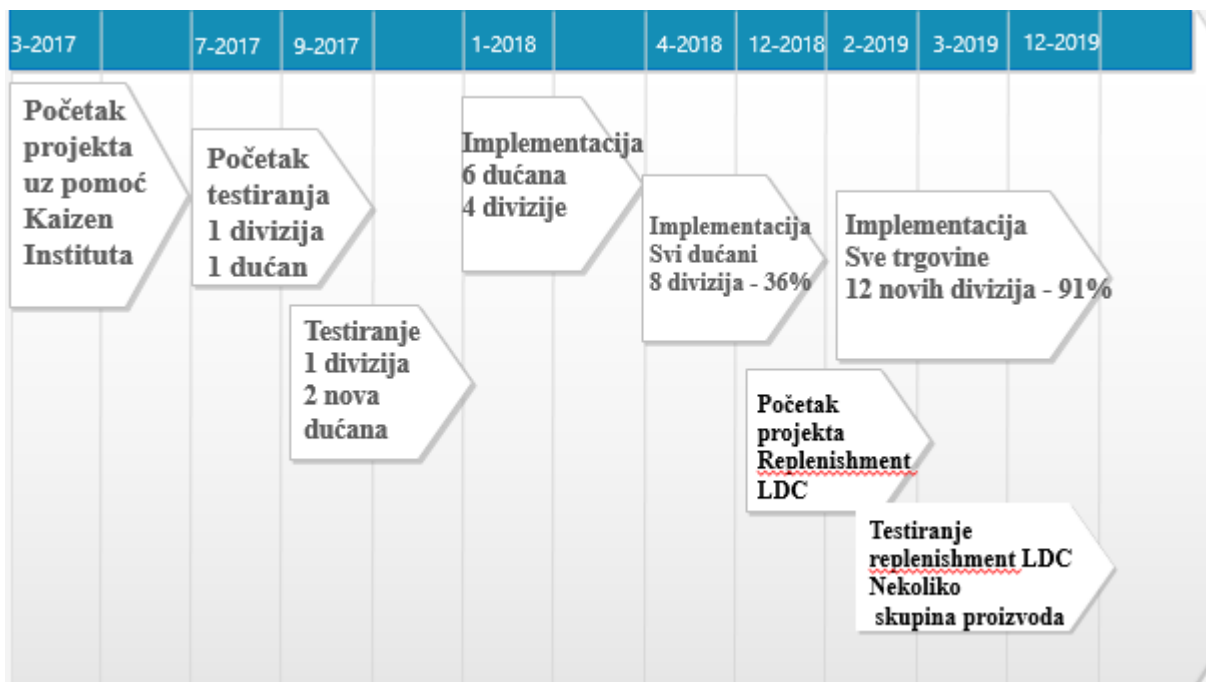 3-2017
7-2017
9-2017
1-2018
4-2018
12-2018
2-2019
3-2019
12-2019
Početak
projekta
uz pomoć
Kaizen
Instituta
Početak
testiranja
1 divizija
1 dućan
Testiranje
1 divizija
2 nova
dućana
Implementacija
6 dućana
4 divizije
Implementacija
Svi dućani
8 divizija - 36%
Implementacija
Sve trgovine
12 novih divizija - 91%
Početak
projekta
Replenishment
LDC
Testiranje
replenishment LDC
Nekoliko
skupina proizvoda